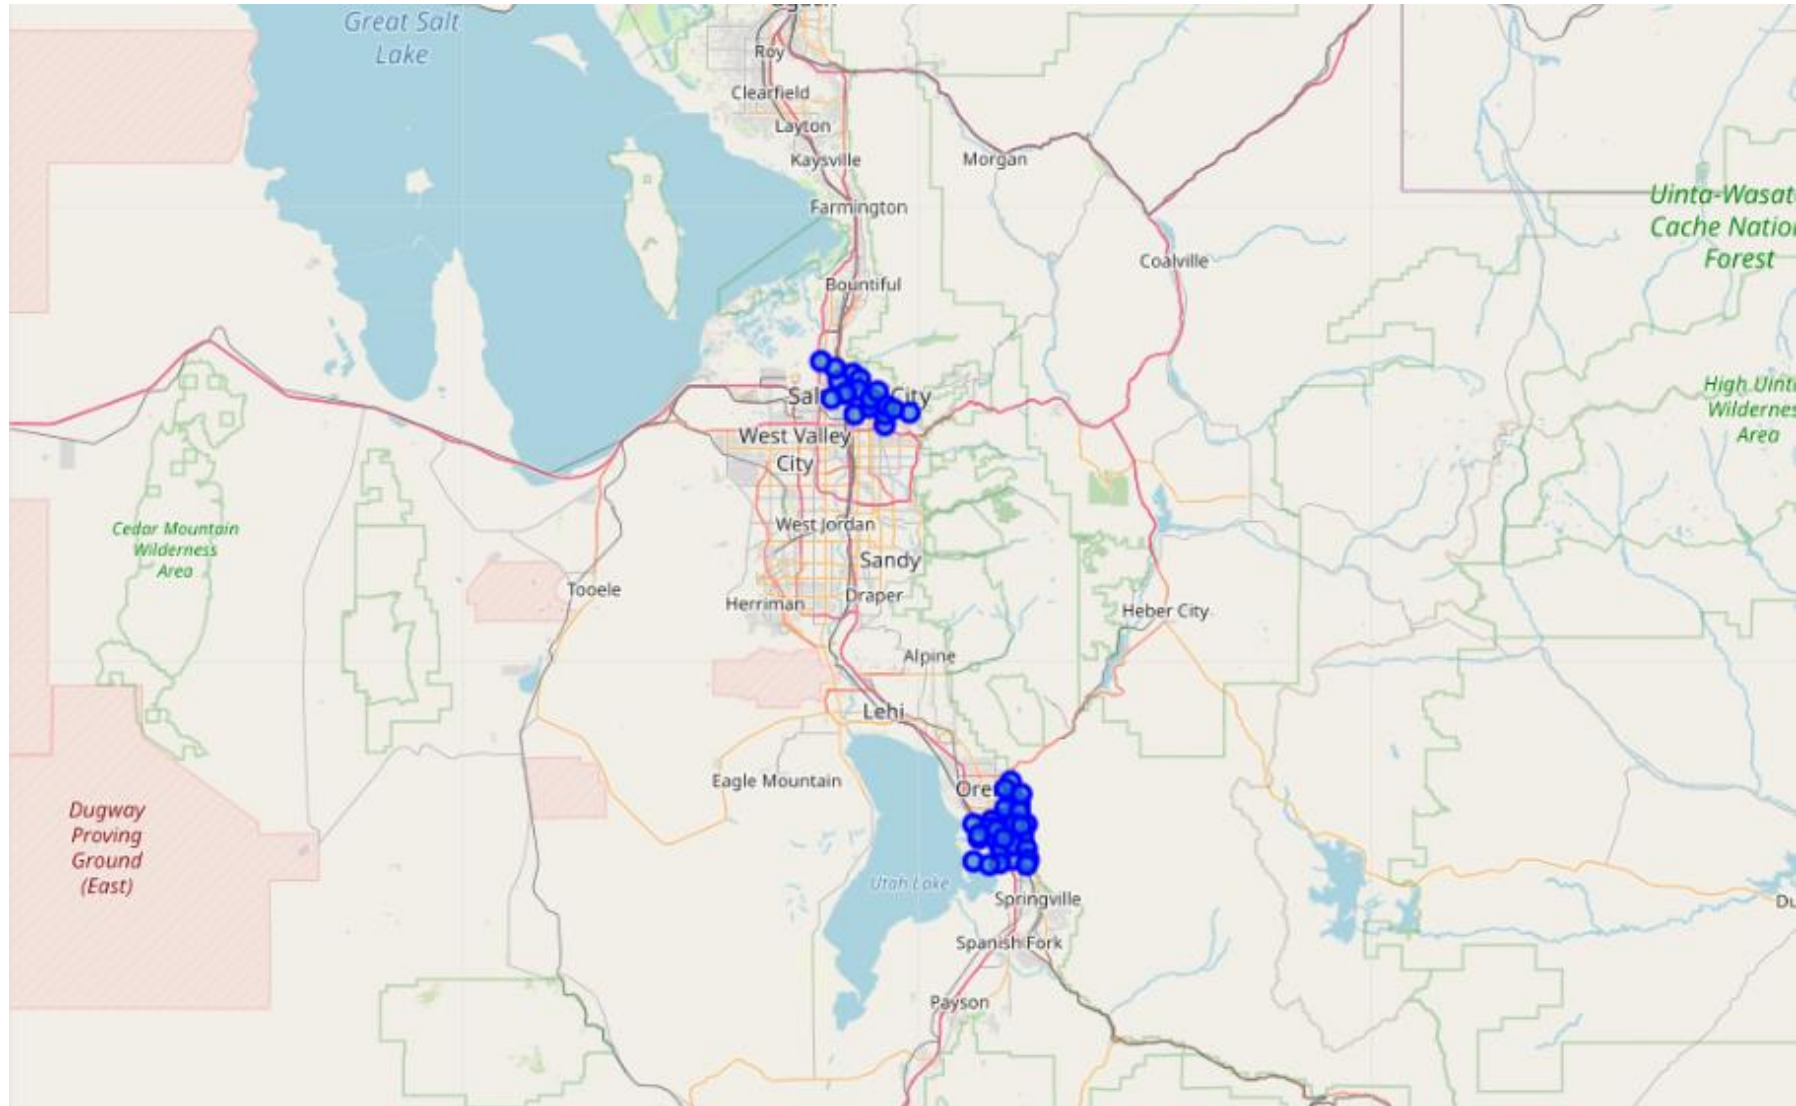 Great Salt
Lake
Roy
Clearfield
Layton
Kaysville
Morgan
Farmington
Uinta-Wasat
Cache Nation
Forest
Coalville
Bountiful
High Uint
Wilderness
Area
Sal
City
West Valley
City
Cedar Mountain
Wilderness
Area
West Jordan
Sandy
Tooele
Herriman
Draper
Heber City
Alpine
Lehi
Eagle Mountain
Ore
Dugway
Proving
Ground
(East)
Utah Lake
Springville
Du
Spanish Fork
Payson